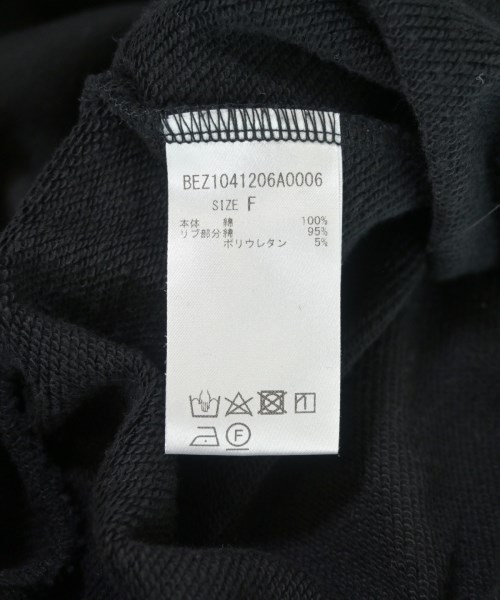 BEZ1041206A0006
SIZE F
本体 綿 100%
リブ部分 綿 95%
ポリウレタン 5%
F